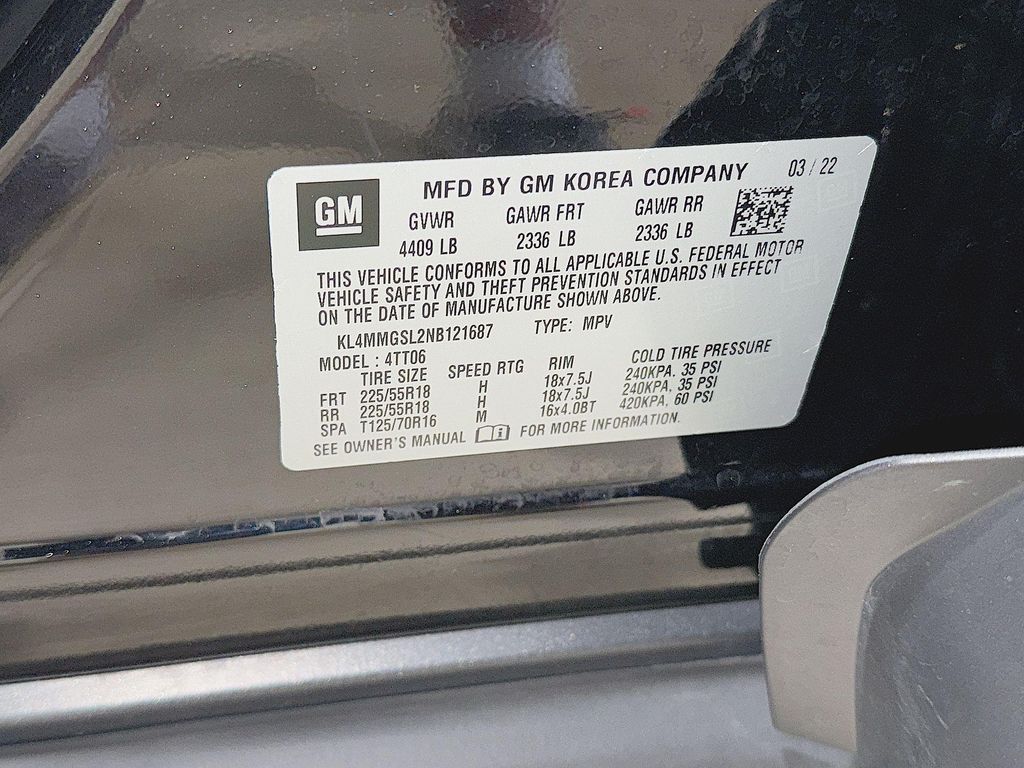 GM
MFD BY GM KOREA COMPANY 03 / 22
GVWR GAWR FRT GAWR RR
4409 LB 2336 LB 2336 LB
THIS VEHICLE CONFORMS TO ALL APPLICABLE U.S. FEDERAL MOTOR
VEHICLE SAFETY AND THEFT PREVENTION STANDARDS IN EFFECT
ON THE DATE OF MANUFACTURE SHOWN ABOVE.
KL4MMGSL2NB121687 TYPE: MPV
MODEL : 4TT06
TIRE SIZE SPEED RTG RIM COLD TIRE PRESSURE
FRT 225/55R18 H 18x7.5J 240KPA, 35 PSI
RR 225/55R18 H 18x7.5J 240KPA, 35 PSI
SPA T125/70R16 M 16x4.0BT 420KPA, 60 PSI
SEE OWNER'S MANUAL FOR MORE INFORMATION.